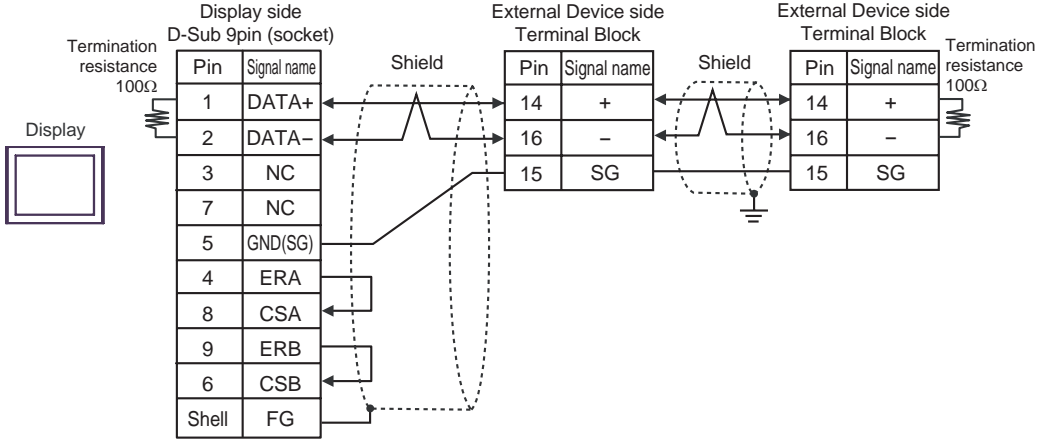 Display side
D-Sub 9pin (socket)
External Device side
Terminal Block
External Device side
Terminal Block
Termination
resistance
100Ω
Shield
Shield
Termination
resistance
100Ω
Display
Pin Signal name
1 DATA+
2 DATA−
3 NC
7 NC
5 GND(SG)
4 ERA
8 CSA
9 ERB
6 CSB
Shell FG
Pin Signal name
14 +
16 −
15 SG
Pin Signal name
14 +
16 −
15 SG